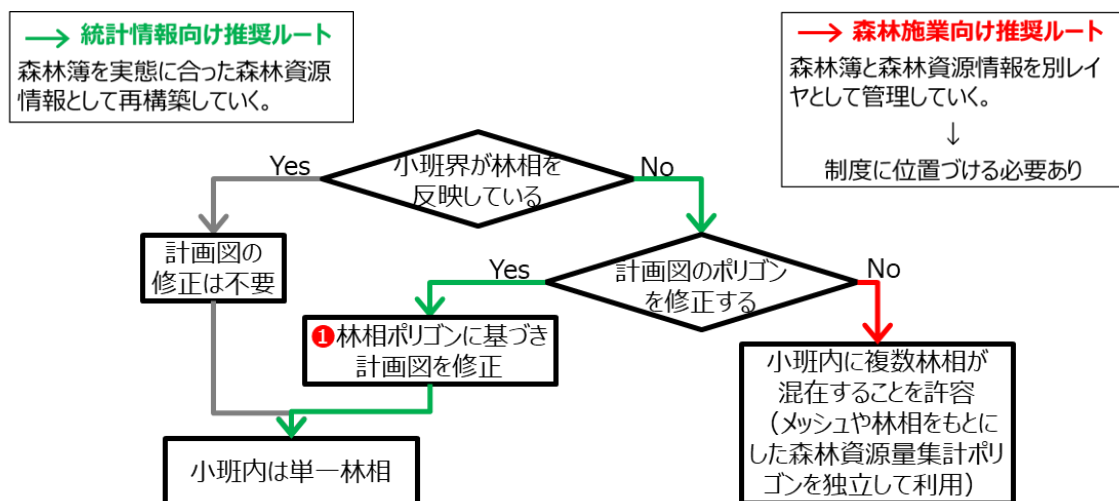 → 統計情報向け推奨ルート
森林簿を実態に合った森林資源
情報として再構築していく。
→ 森林施業向け推奨ルート
森林簿と森林資源情報を別レイ
ヤとして管理していく。
↓
制度に位置づける必要あり
小班界が林相を
反映している
Yes
No
計画図の
修正は不要
計画図のポリゴン
を修正する
Yes
No
❶林相ポリゴンに基づき
計画図を修正
小班内に複数林相が
混在することを許容
（メッシュや林相をもとに
した森林資源量集計ポリ
ゴンを独立して利用）
小班内は単一林相